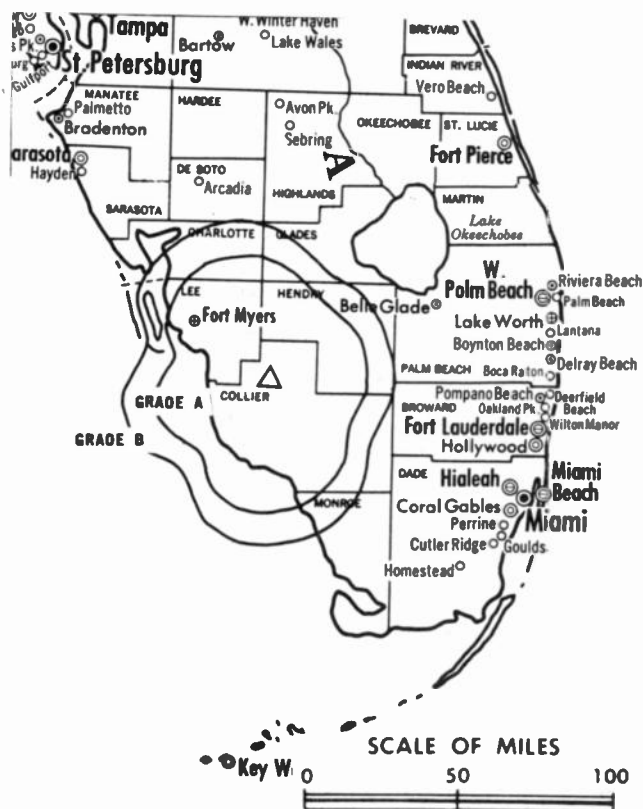 Tampa
W. Winter Haven
Bartow
Lake Wales
BREVARD
s Pk.
St. Petersburg
urg
Gulfport
INDIAN RIVER
Vero Beach
MANATEE
Palmetto
Bradenton
HARDEE
Avon Pk.
Sebring
OKEECHOBEE
ST. LUCIE
Fort Pierce
A
arasota
Hayden
DE SOTO
Arcadia
HIGHLANDS
MARTIN
SARASOTA
CHARLOTTE
GLADES
Lake
Okeechobee
LEE
HENDRY
Fort Myers
Belle Glade
W.
Palm Beach
Riviera Beach
Palm Beach
Lake Worth
Lantana
Boynton Beach
Delray Beach
PALM BEACH
Boca Raton
COLLIER
GRADE A
GRADE B
Pompano Beach
Deerfield
Beach
BROWARD
Oakland Pk.
Wilton Manor
Fort Lauderdale
Hollywood
DADE
Hialeah
Miami
Beach
MONROE
Coral Gables
Miami
Perrine
Cutler Ridge
Goulds
Homestead
Key W
SCALE OF MILES
0 50 100